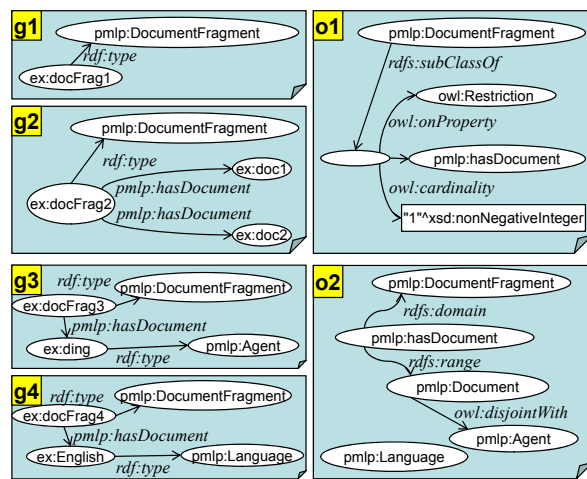 g1
pmlp:DocumentFragment
rdf:type
ex:docFrag1
g2
pmlp:DocumentFragment
rdf:type
ex:doc1
pmlp:hasDocument
ex:docFrag2
pmlp:hasDocument
ex:doc2
g3
rdf:type
pmlp:DocumentFragment
ex:docFrag3
pmlp:hasDocument
ex:ding
pmlp:Agent
rdf:type
g4
rdf:type
pmlp:DocumentFragment
ex:docFrag4
pmlp:hasDocument
ex:English
pmlp:Language
rdf:type
o1
pmlp:DocumentFragment
rdfs:subClassOf
owl:Restriction
owl:onProperty
pmlp:hasDocument
owl:cardinality
"1"^xsd:nonNegativeInteger
o2
pmlp:DocumentFragment
rdfs:domain
pmlp:hasDocument
rdfs:range
pmlp:Document
owl:disjointWith
pmlp:Agent
pmlp:Language